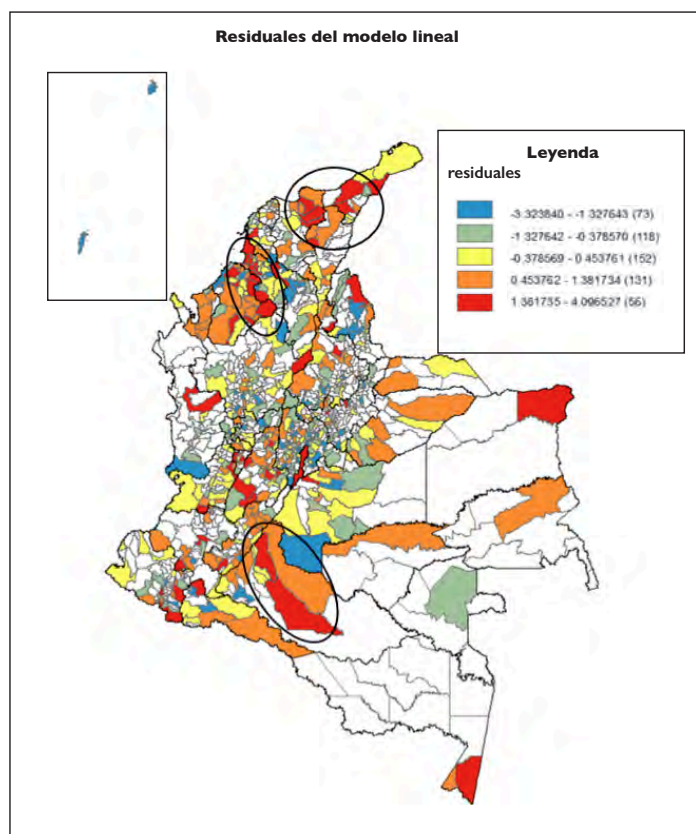 Residuales del modelo lineal
Leyenda
residuales
-3.323840 - -1.327643 (73)
-1.327642 - -0.378570 (118)
-0.378569 - 0.453761 (152)
0.453762 - 1.381734 (131)
1.381735 - 4.096527 (56)